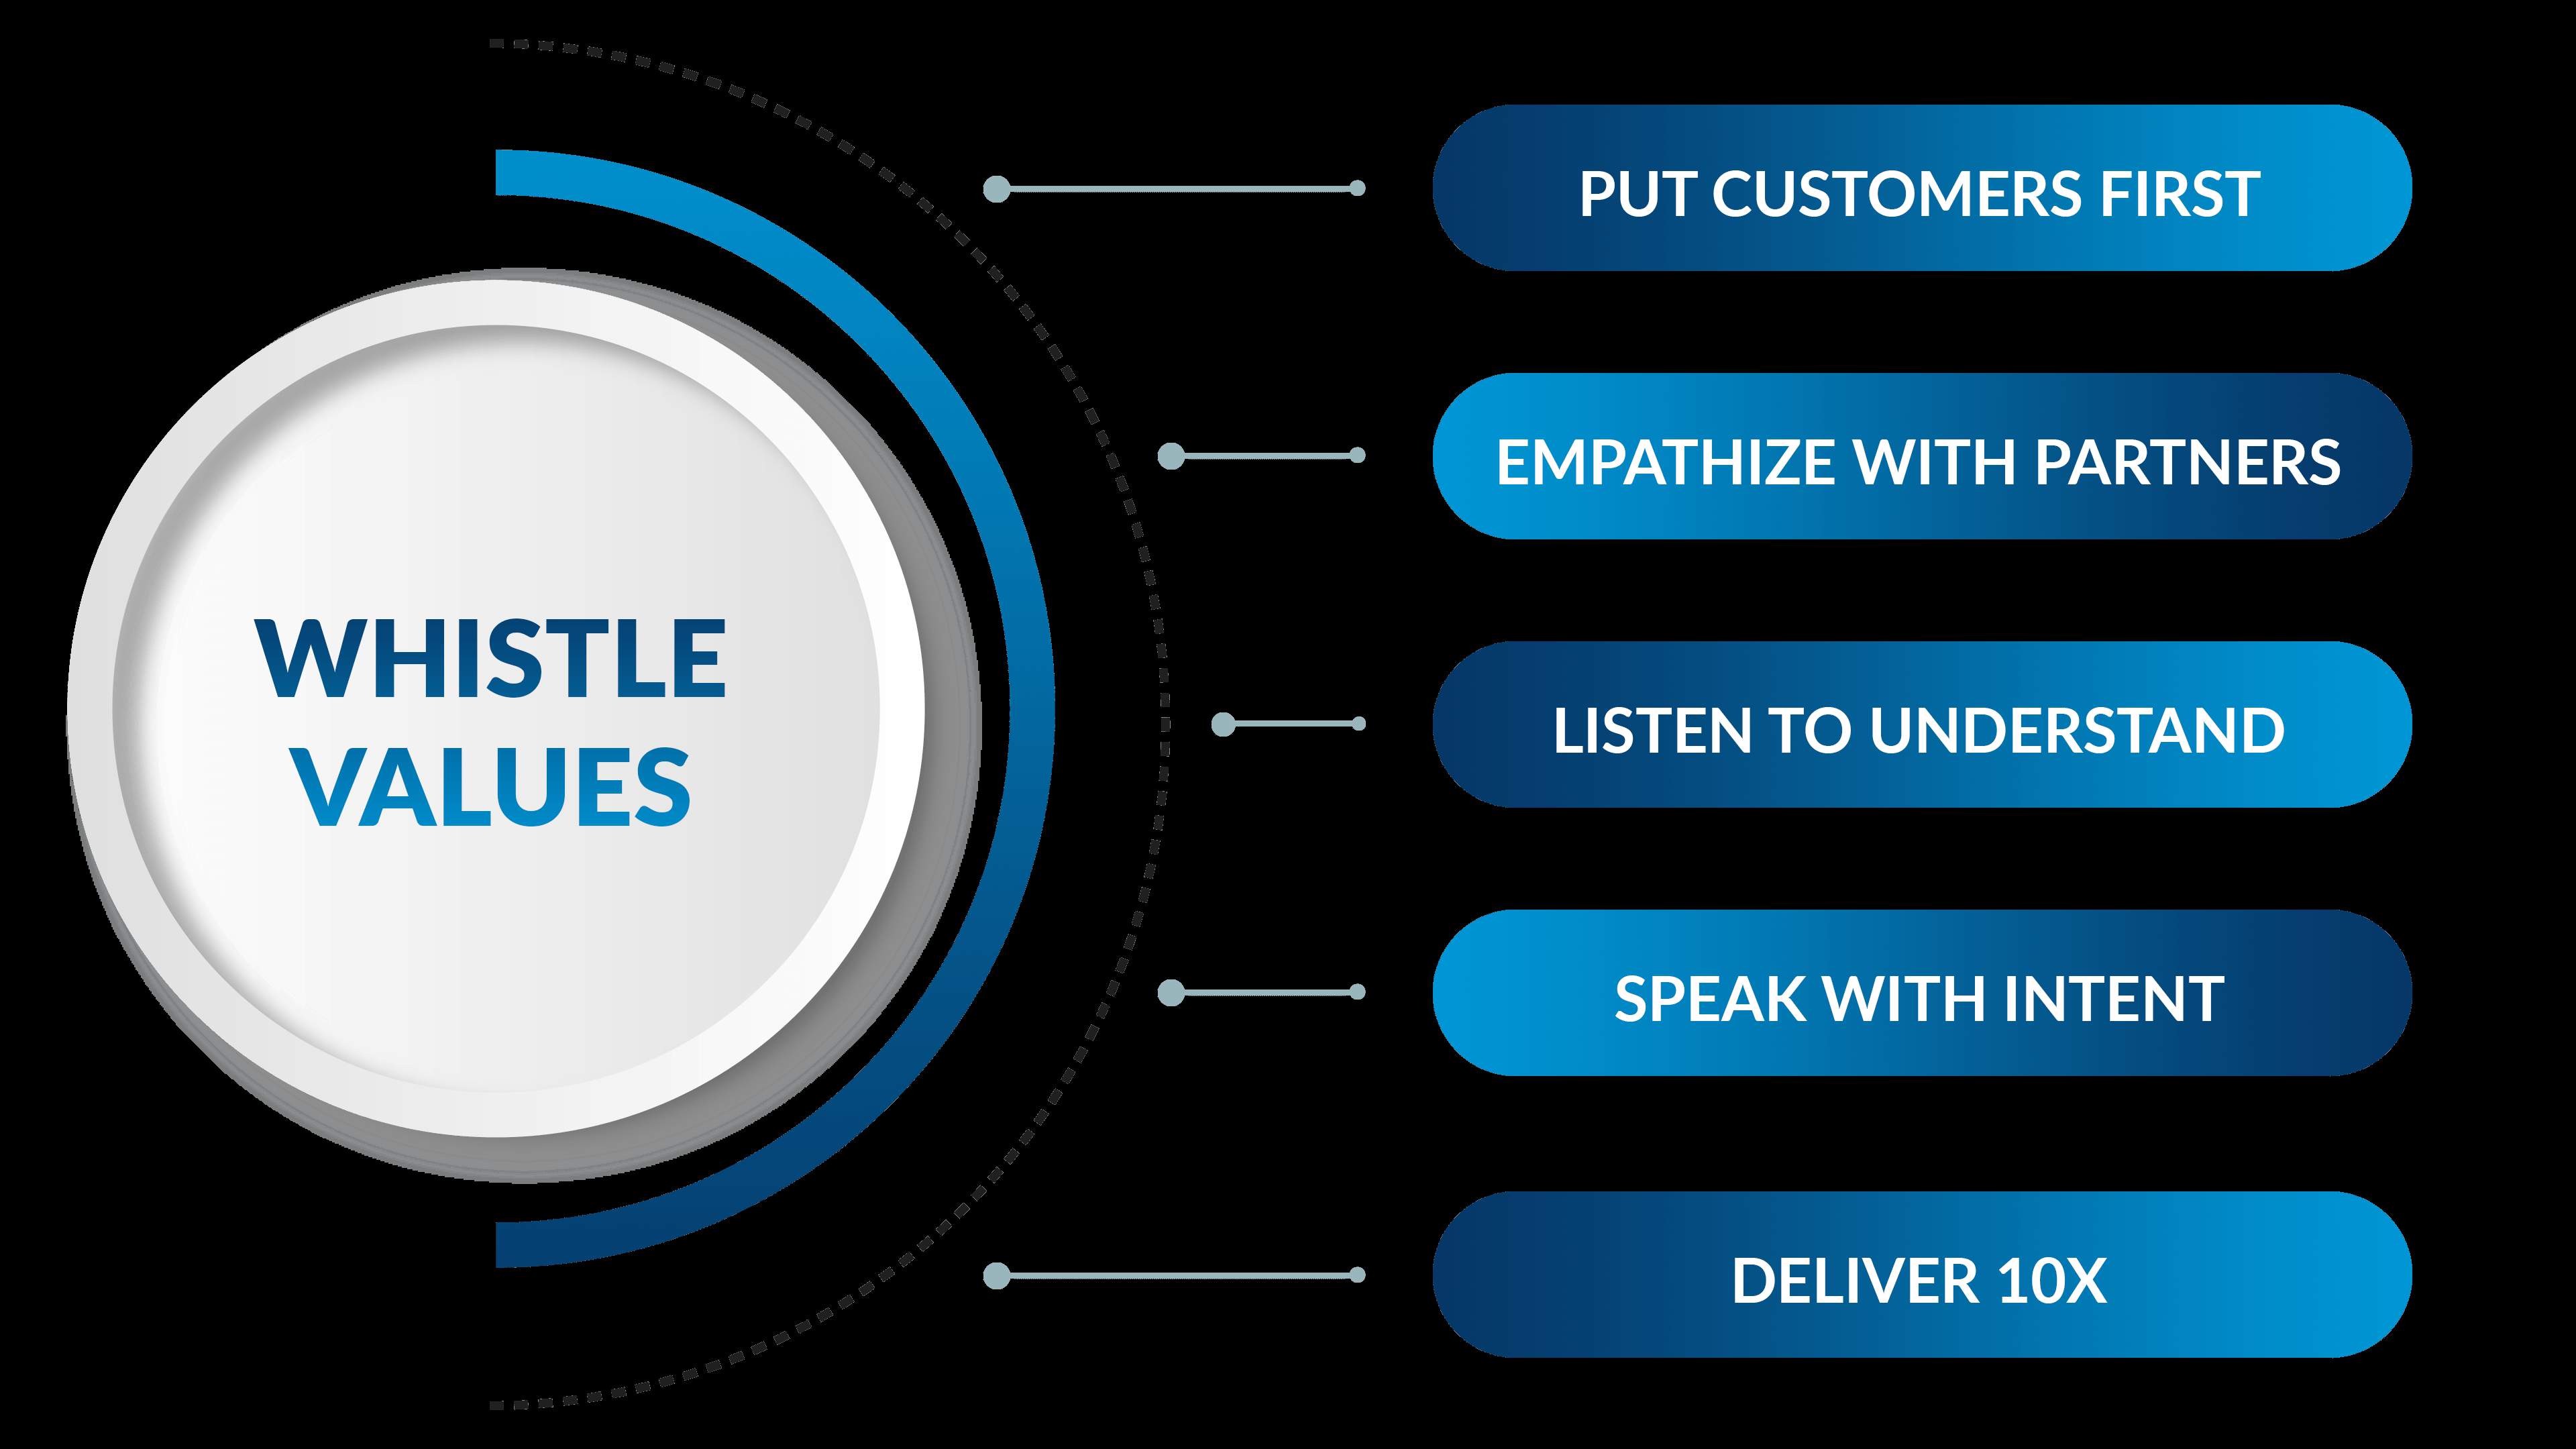 WHISTLE
VALUES
PUT CUSTOMERS FIRST
EMPATHIZE WITH PARTNERS
LISTEN TO UNDERSTAND
SPEAK WITH INTENT
DELIVER 10X